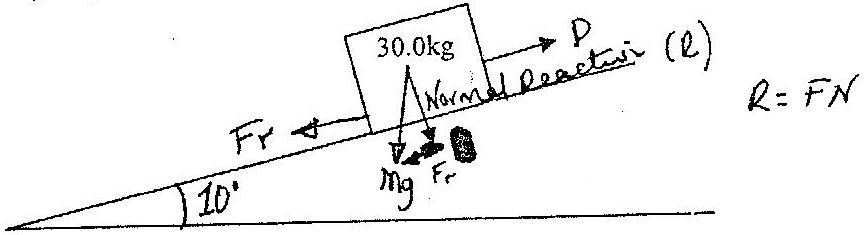 30.0kg
P
Normal Reaction (R)
R = FN
Fr
Mg
Fr
10°